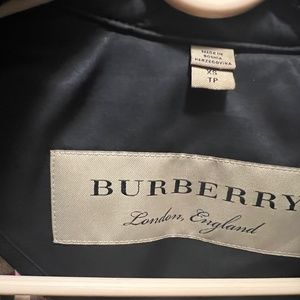 MADE IN
BOSNIA
HERZEGOVINA
XS
TP
BURBERRY
London, England